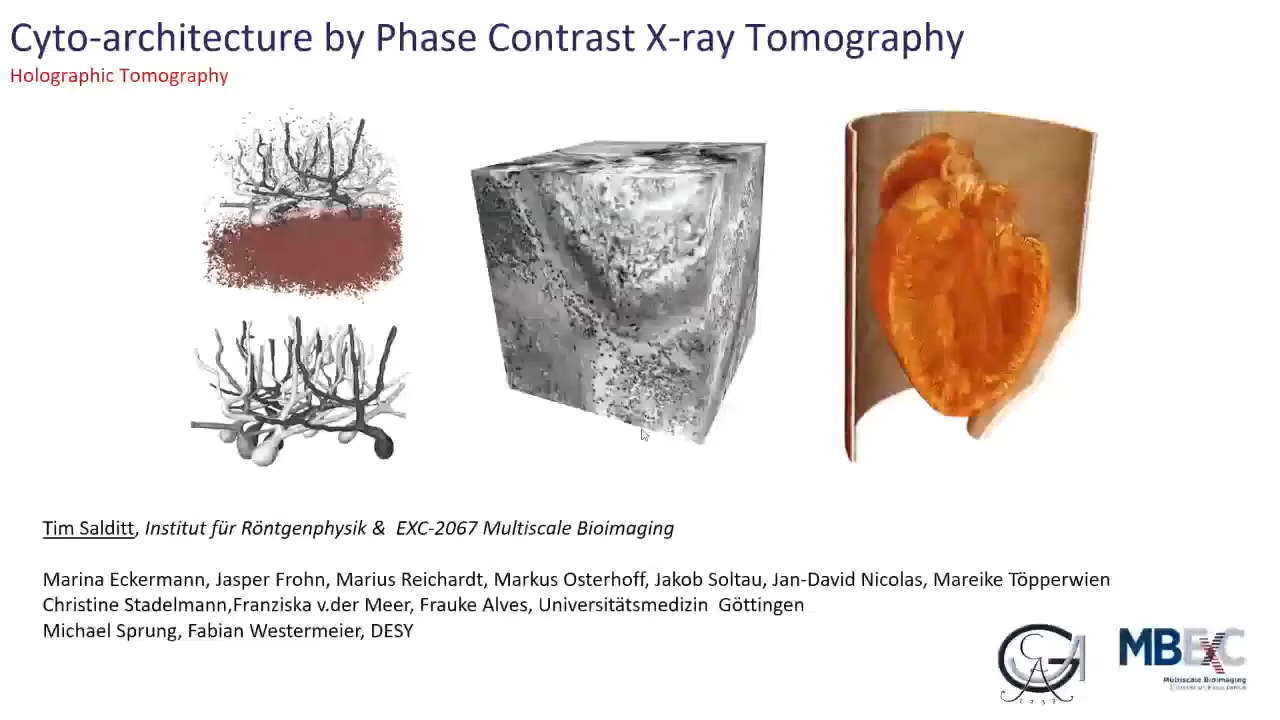 Cyto-architecture by Phase Contrast X-ray Tomography
Holographic Tomography
Tim Salditt, Institut für Röntgenphysik & EXC-2067 Multiscale Bioimaging
Marina Eckermann, Jasper Frohn, Marius Reichardt, Markus Osterhoff, Jakob Soltau, Jan-David Nicolas, Mareike Töpperwien
Christine Stadelmann,Franziska v.der Meer, Frauke Alves, Universitätsmedizin Göttingen
Michael Sprung, Fabian Westermeier, DESY
MBEXC
Multiscale Bioimaging